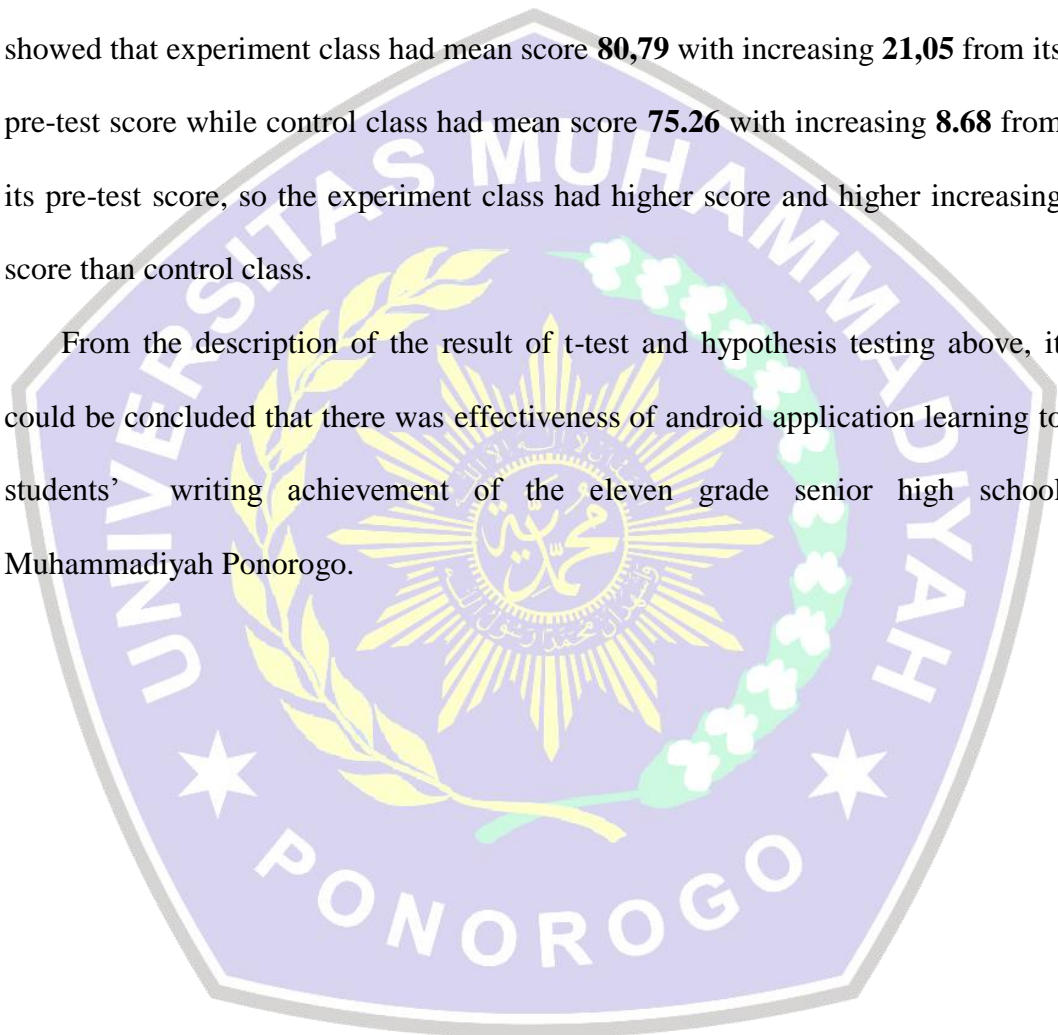 showed that experiment class had mean score 80,79 with increasing 21,05 from its
pre-test score while control class had mean score 75.26 with increasing 8.68 from
its pre-test score, so the experiment class had higher score and higher increasing
score than control class.
From the description of the result of t-test and hypothesis testing above, it
could be concluded that there was effectiveness of android application learning to
students’ writing achievement of the eleven grade senior high school
Muhammadiyah Ponorogo.
UNIVERSITAS MUHAMMADIYAH
PONOROGO
محمدية